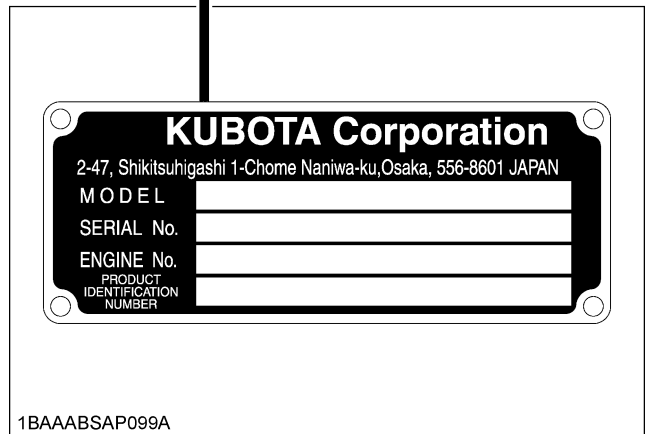 KUBOTA Corporation
2-47, Shikitsuhigashi 1-Chome Naniwa-ku,Osaka, 556-8601 JAPAN
MODEL
SERIAL No.
ENGINE No.
PRODUCT
IDENTIFICATION
NUMBER
1BAAABSAP099A